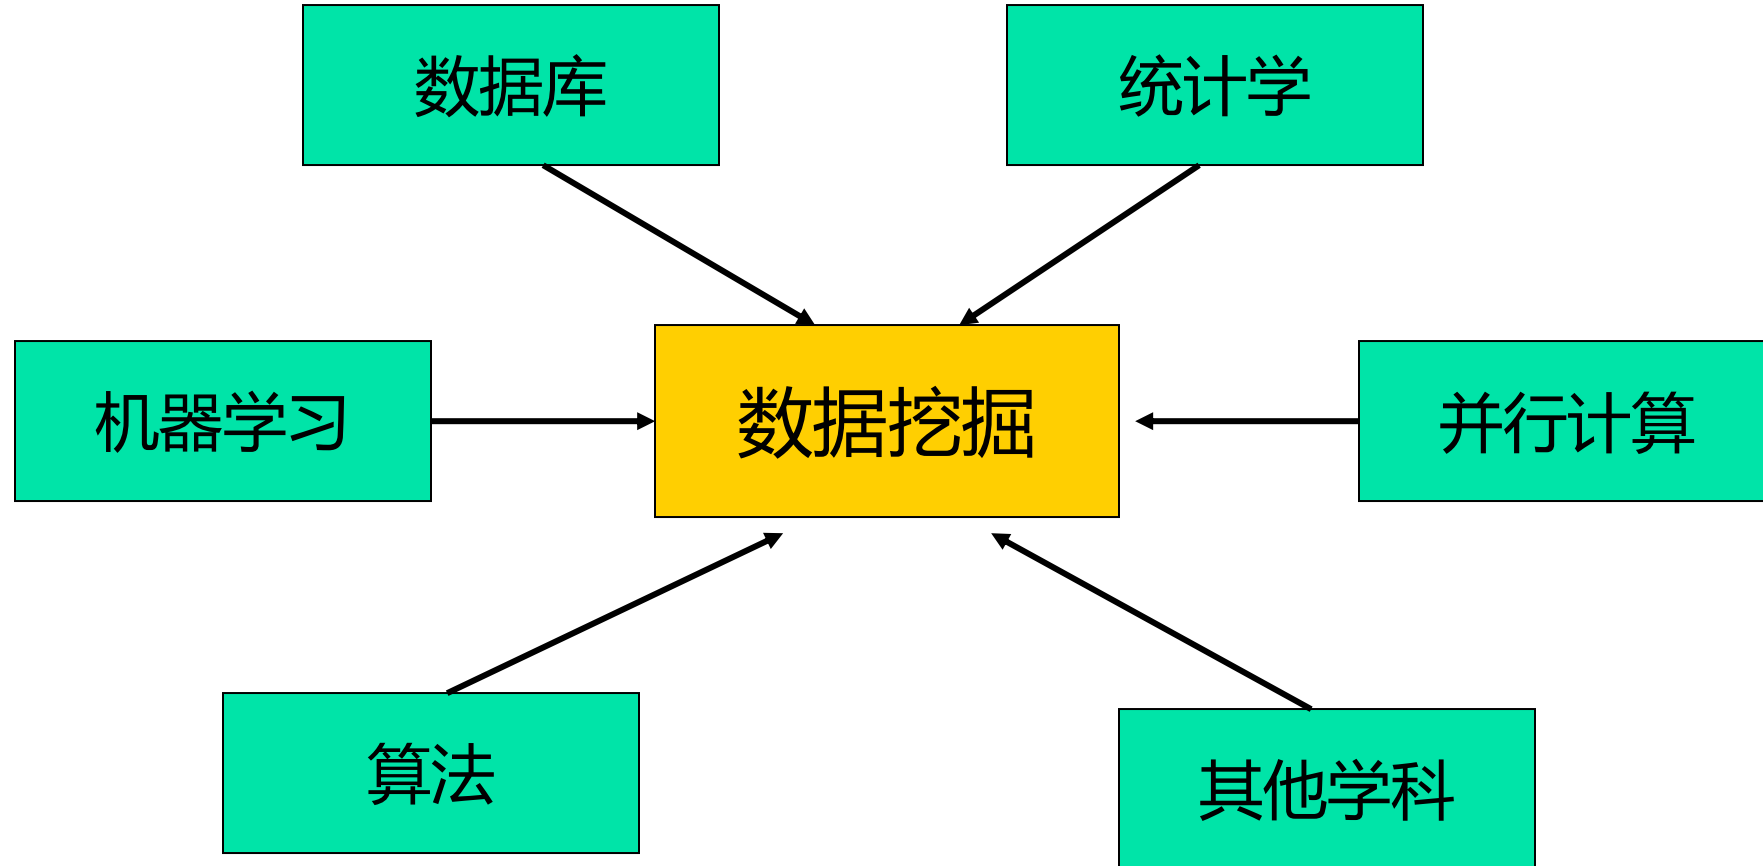 数据库
统计学
机器学习
数据挖掘
并行计算
算法
其他学科